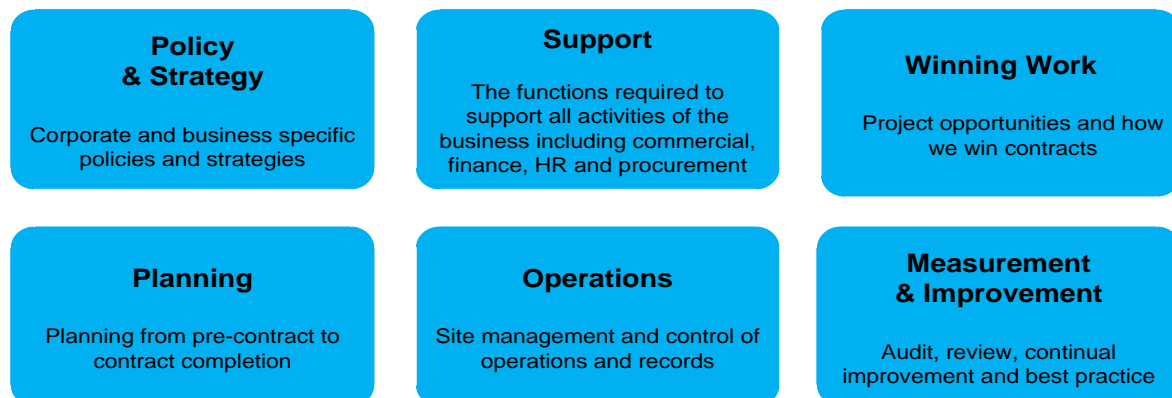 Policy
& Strategy
Corporate and business specific
policies and strategies
Support
The functions required to
support all activities of the
business including commercial,
finance, HR and procurement
Winning Work
Project opportunities and how
we win contracts
Planning
Planning from pre-contract to
contract completion
Operations
Site management and control of
operations and records
Measurement
& Improvement
Audit, review, continual
improvement and best practice